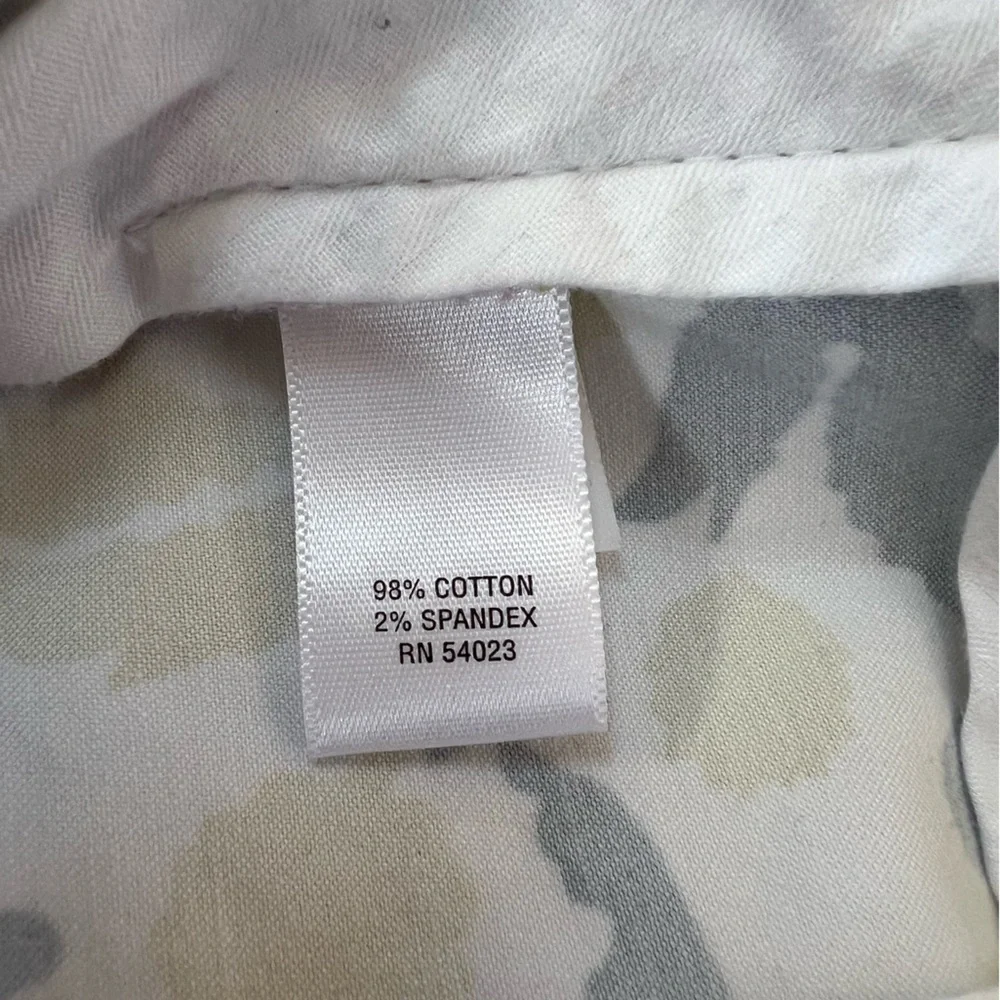 98% COTTON
2% SPANDEX
RN 54023